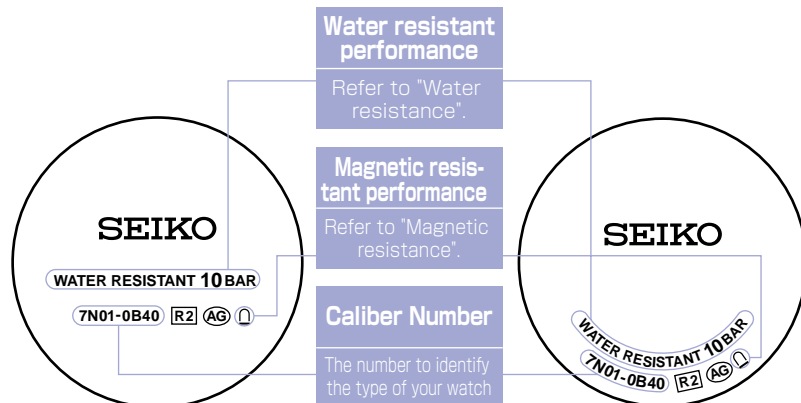 Water resistant
performance
Refer to "Water
resistance".
Magnetic resis-
tant performance
Refer to "Magnetic
resistance".
Caliber Number
The number to identify
the type of your watch
SEIKO
WATER RESISTANT 10 BAR
7N01-0B40 R2 AG
SEIKO
WATER RESISTANT 10 BAR
7N01-0B40 R2 AG